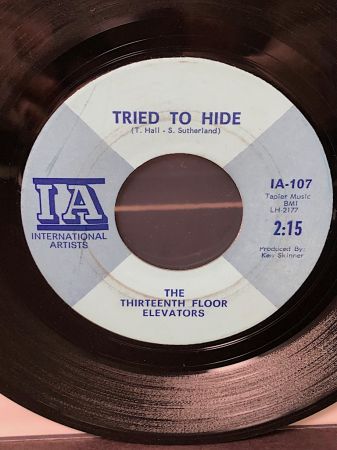 TRIED TO HIDE
(T. Hall - S. Sutherland)
IA
INTERNATIONAL
ARTISTS
IA-107
Tapier Music
BMI
LH-2177
2:15
Produced By:
Ken Skinner
THE
THIRTEENTH FLOOR
ELEVATORS